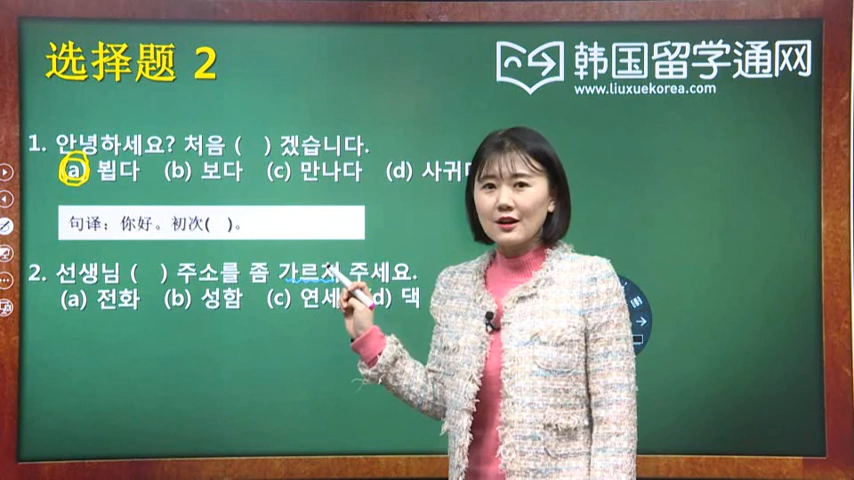 选择题 2
韩国留学通网
www.liuxuekorea.com
1. 안녕하세요? 처음 ( ) 겠습니다.
(a) 뵙다 (b) 보다 (c) 만나다 (d) 사귀
句译：你好。初次( )。
2. 선생님 ( ) 주소를 좀 가르쳐 주세요.
(a) 전화 (b) 성함 (c) 연세 (d) 댁